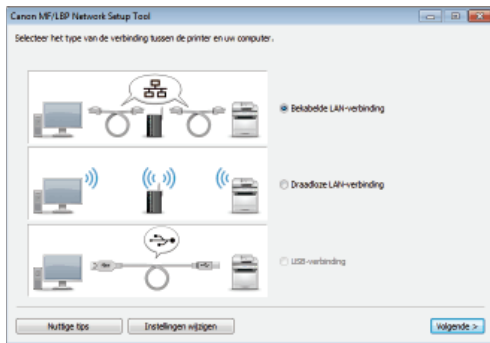 Canon MF/LBP Network Setup Tool
Selecteer het type van de verbinding tussen de printer en uw computer.
Bekabelde LAN-verbinding
Draadloze LAN-verbinding
USB-verbinding
Nuttige tips
Instellingen wijzigen
Volgende >